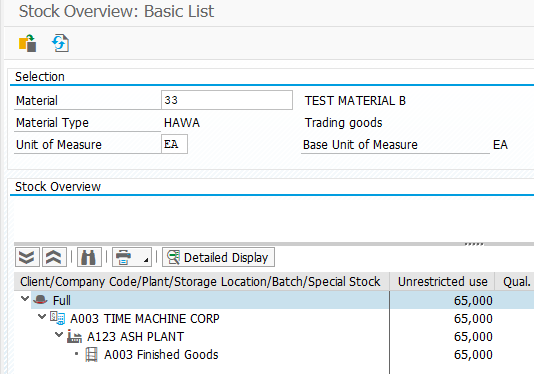 Stock Overview: Basic List
Selection
Material 33 TEST MATERIAL B
Material Type HAWA Trading goods
Unit of Measure EA Base Unit of Measure EA
Stock Overview
Detailed Display
Client/Company Code/Plant/Storage Location/Batch/Special Stock Unrestricted use Qual.
Full 65,000
A003 TIME MACHINE CORP 65,000
A123 ASH PLANT 65,000
A003 Finished Goods 65,000